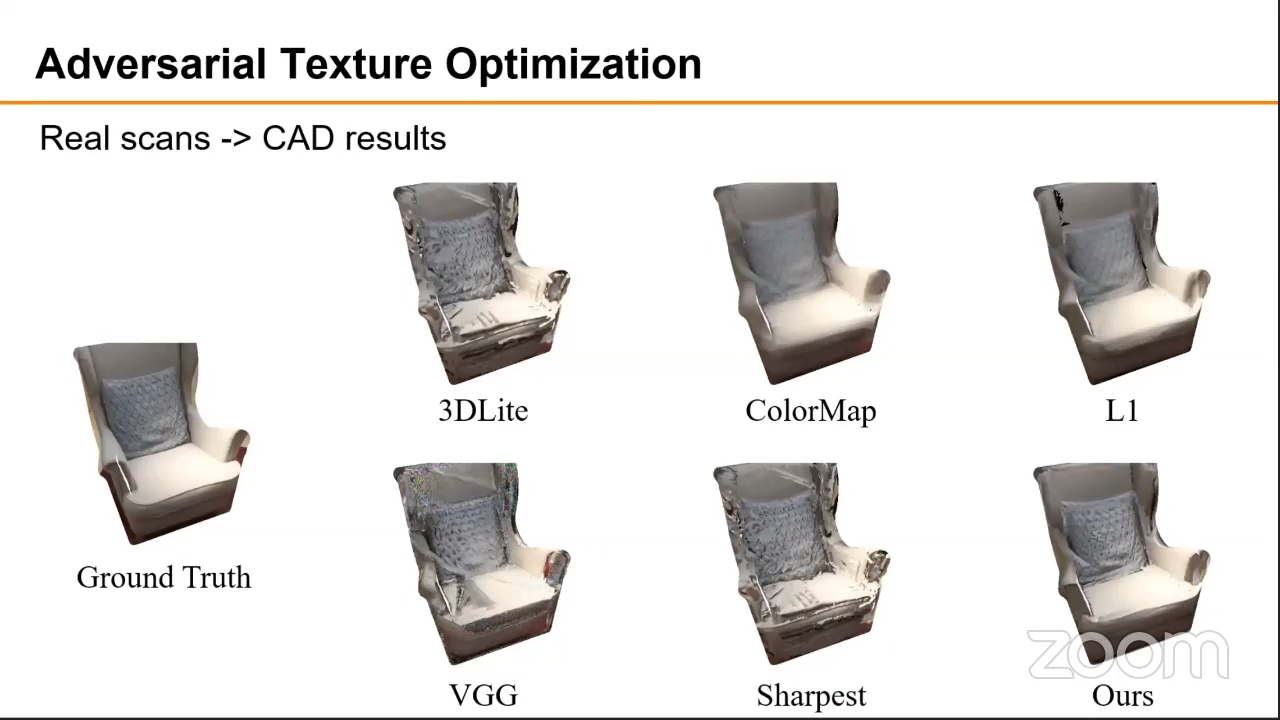 Adversarial Texture Optimization
Real scans -> CAD results
3DLite
ColorMap
L1
Ground Truth
VGG
Sharpest
Ours
zoom